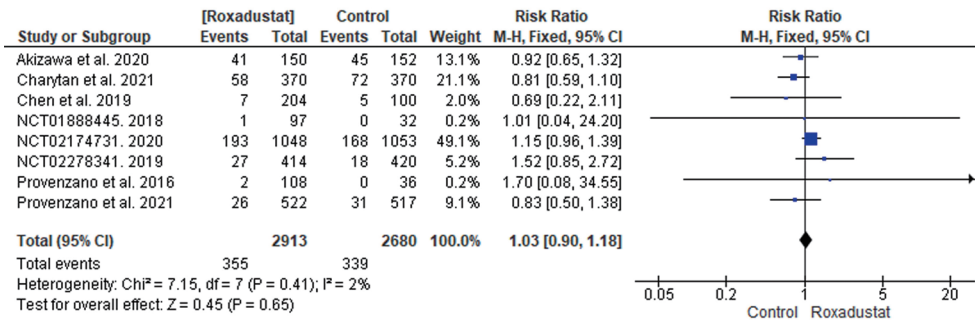 [Roxadustat] Control Risk Ratio Risk Ratio
Study or Subgroup Events Total Events Total Weight M-H, Fixed, 95% CI M-H, Fixed, 95% CI
Akizawa et al. 2020 41 150 45 152 13.1% 0.92 [0.65, 1.32]
Charytan et al. 2021 58 370 72 370 21.1% 0.81 [0.59, 1.10]
Chen et al. 2019 7 204 5 100 2.0% 0.69 [0.22, 2.11]
NCT01888445. 2018 1 97 0 32 0.2% 1.01 [0.04, 24.20]
NCT02174731. 2020 193 1048 168 1053 49.1% 1.15 [0.96, 1.39]
NCT02278341. 2019 27 414 18 420 5.2% 1.52 [0.85, 2.72]
Provenzano et al. 2016 2 108 0 36 0.2% 1.70 [0.08, 34.55]
Provenzano et al. 2021 26 522 31 517 9.1% 0.83 [0.50, 1.38]
Total (95% CI) 2913 2680 100.0% 1.03 [0.90, 1.18]
Total events 355 339
Heterogeneity: Chi² = 7.15, df = 7 (P = 0.41); I² = 2%
Test for overall effect: Z = 0.45 (P = 0.65)
0.05 0.2 1 5 20
Control Roxadustat